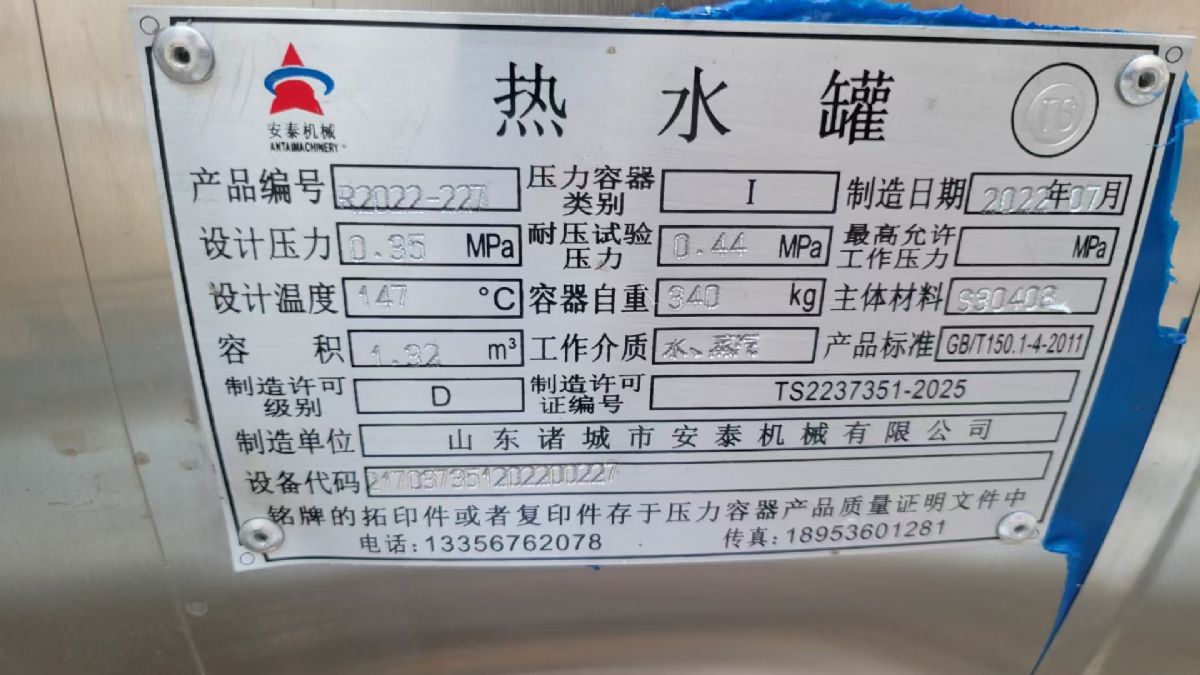 热水罐
TS
安泰机械
ANTAIMACHINERY
产品编号 R2022-227 压力容器类别 I 制造日期 2022年07月
设计压力 0.35 MPa 耐压试验压力 0.44 MPa 最高允许工作压力 MPa
设计温度 147 °C 容器自重 340 kg 主体材料 S30408
容积 1.32 m³ 工作介质 水、蒸汽 产品标准 GB/T150.1-4-2011
制造许可级别 D 制造许可证编号 TS2237351-2025
制造单位 山东诸城市安泰机械有限公司
设备代码 217037351202200227
铭牌的拓印件或者复印件存于压力容器产品质量证明文件中
电话:13356762078 传真:18953601281